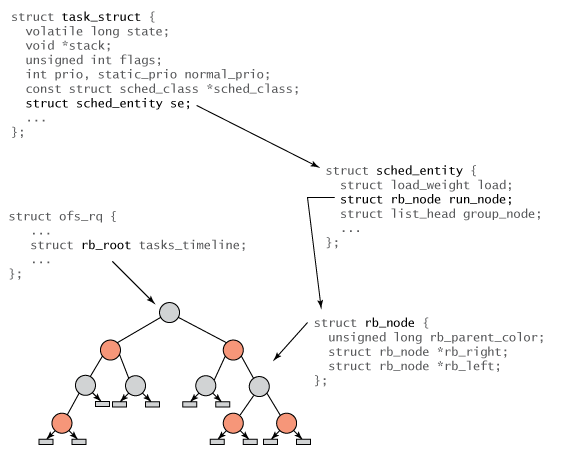 struct task_struct {
volatile long state;
void *stack;
unsigned int flags;
int prio, static_prio normal_prio;
const struct sched_class *sched_class;
struct sched_entity se;
...
};
struct sched_entity {
struct load_weight load;
struct rb_node run_node;
struct list_head group_node;
...
};
struct ofs_rq {
...
struct rb_root tasks_timeline;
...
};
struct rb_node {
unsigned long rb_parent_color;
struct rb_node *rb_right;
struct rb_node *rb_left;
};